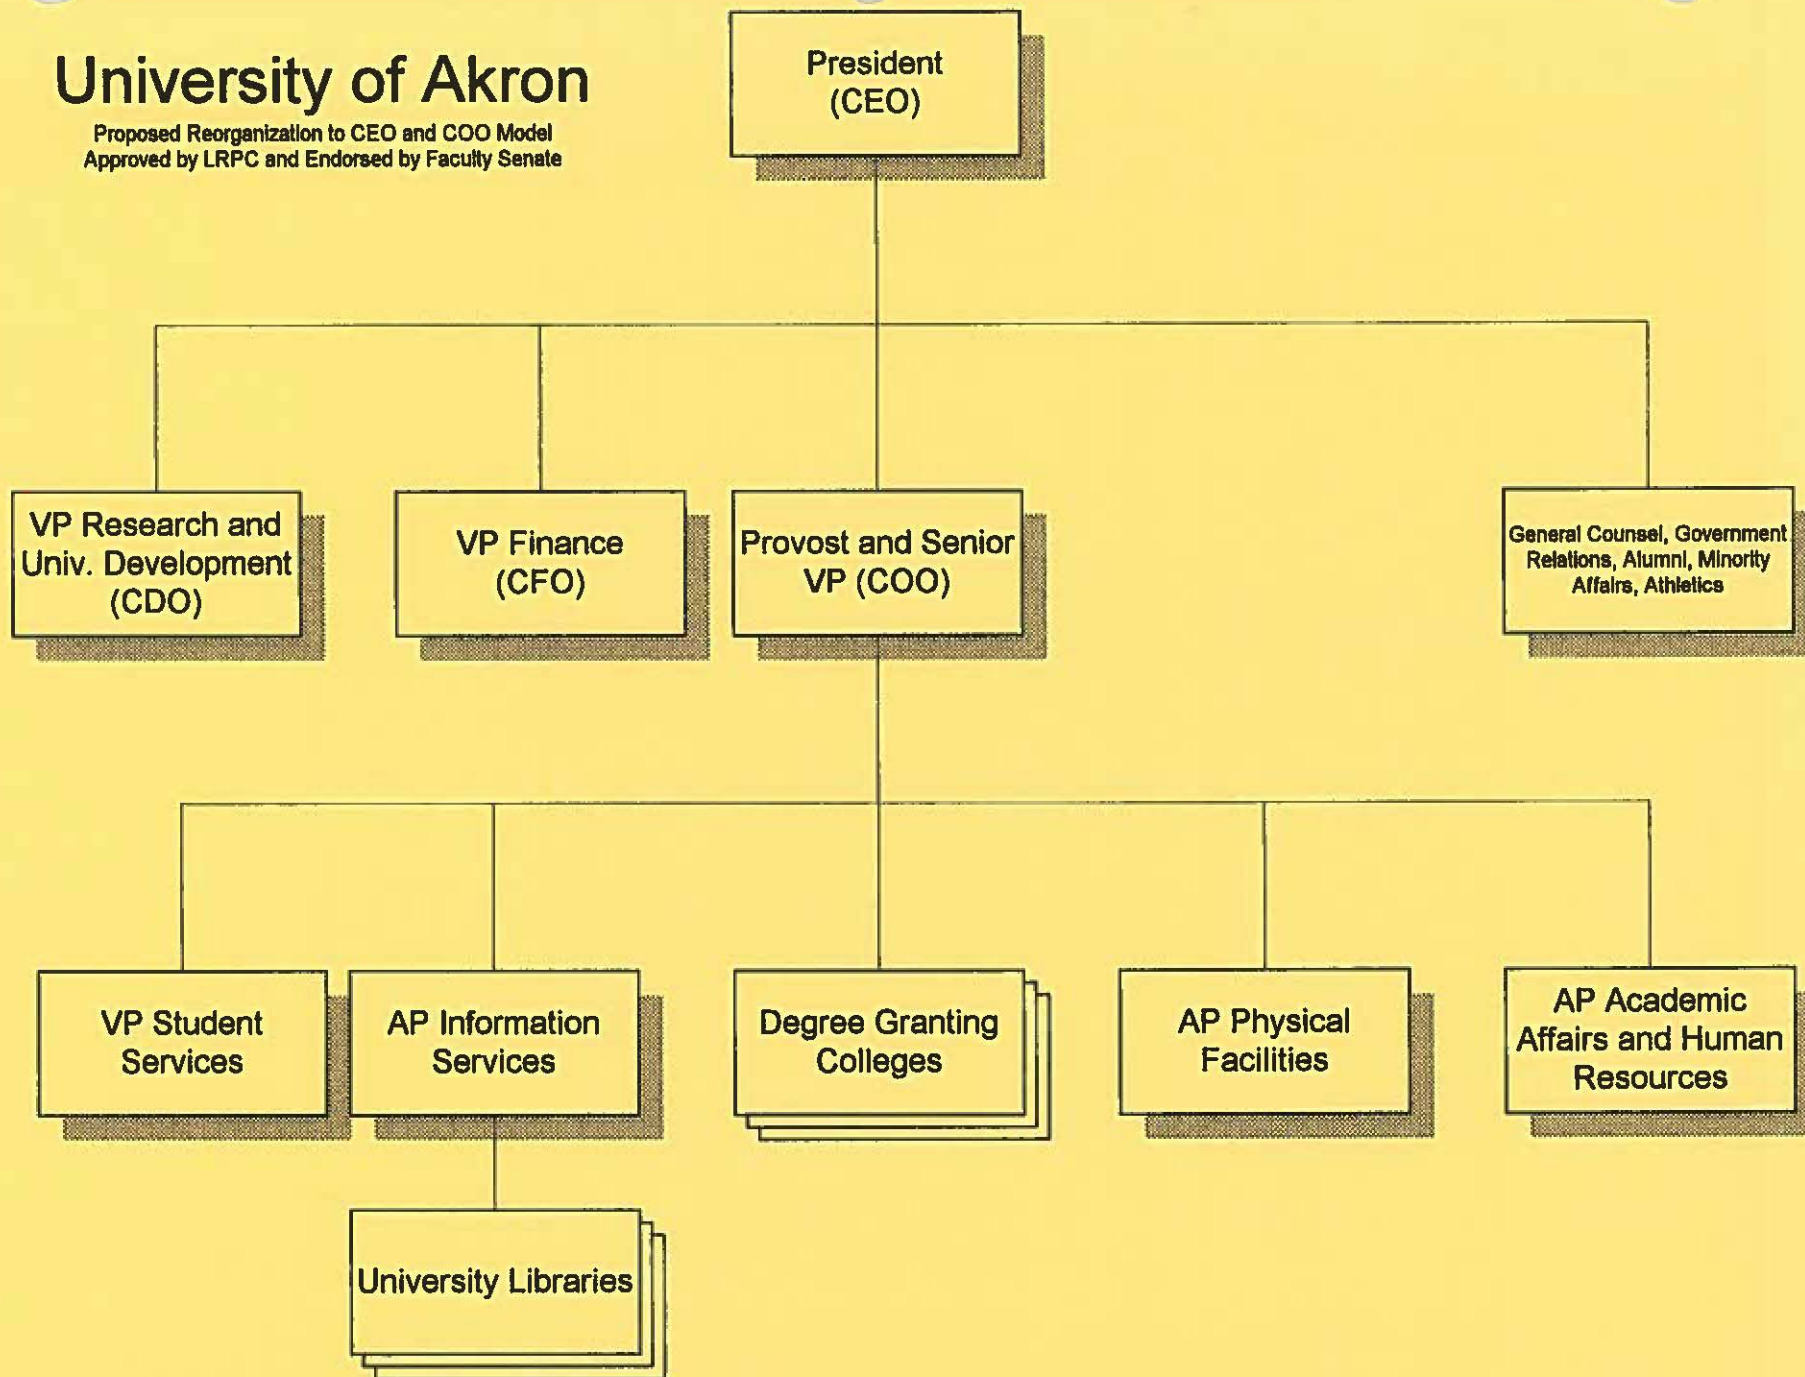 University of Akron
Proposed Reorganization to CEO and COO Model
Approved by LRPC and Endorsed by Faculty Senate
President
(CEO)
VP Research and
Univ. Development
(CDO)
VP Finance
(CFO)
Provost and Senior
VP (COO)
General Counsel, Government
Relations, Alumni, Minority
Affairs, Athletics
VP Student
Services
AP Information
Services
Degree Granting
Colleges
AP Physical
Facilities
AP Academic
Affairs and Human
Resources
University Libraries